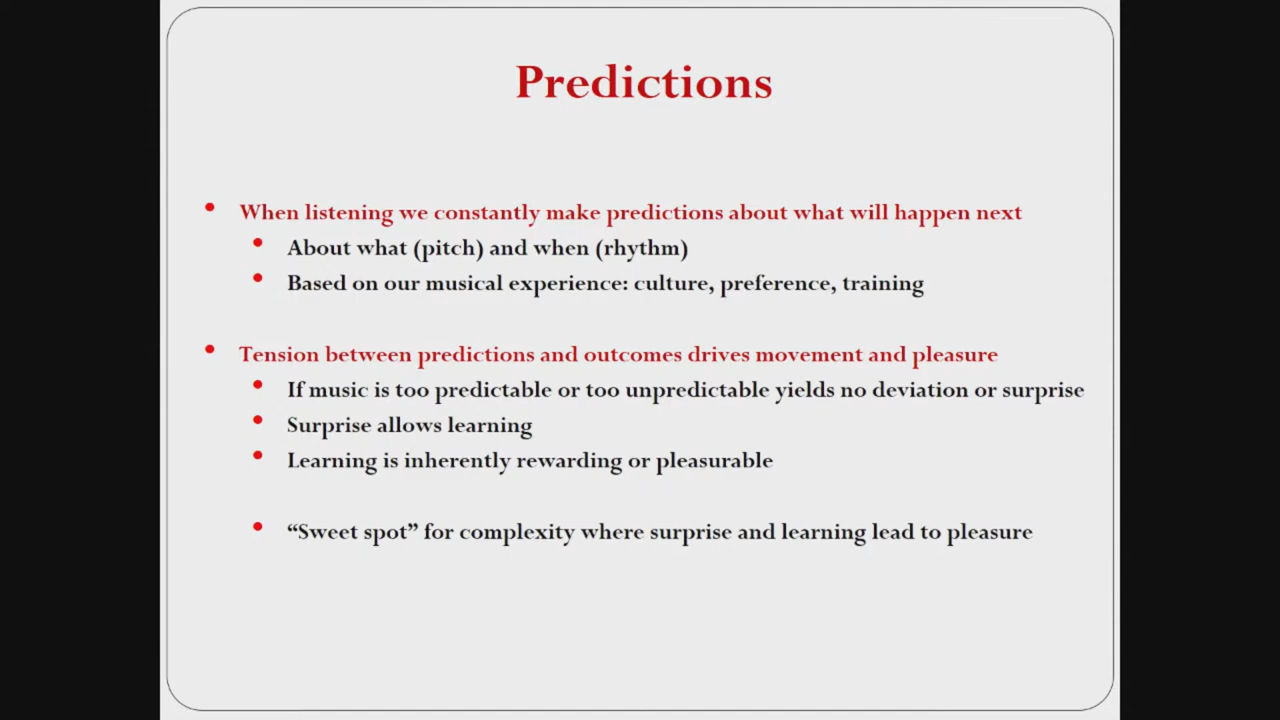 Predictions
• When listening we constantly make predictions about what will happen next
• About what (pitch) and when (rhythm)
• Based on our musical experience: culture, preference, training
• Tension between predictions and outcomes drives movement and pleasure
• If music is too predictable or too unpredictable yields no deviation or surprise
• Surprise allows learning
• Learning is inherently rewarding or pleasurable
• “Sweet spot” for complexity where surprise and learning lead to pleasure